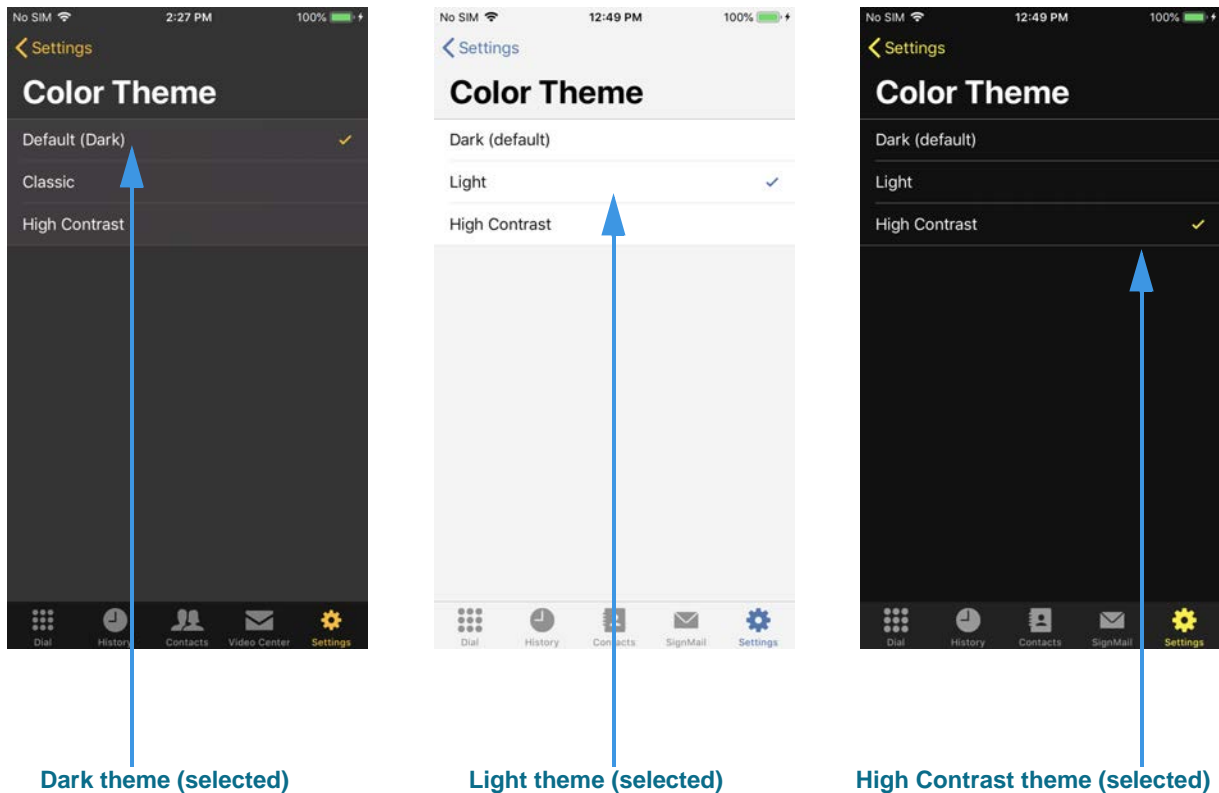 No SIM 2:27 PM 100%
Settings
Color Theme
Default (Dark)
Classic
High Contrast
Dial History Contacts Video Center Settings
Dark theme (selected)
No SIM 12:49 PM 100%
Settings
Color Theme
Dark (default)
Light
High Contrast
Dial History Contacts SignMail Settings
Light theme (selected)
No SIM 12:49 PM 100%
Settings
Color Theme
Dark (default)
Light
High Contrast
Dial History Contacts SignMail Settings
High Contrast theme (selected)